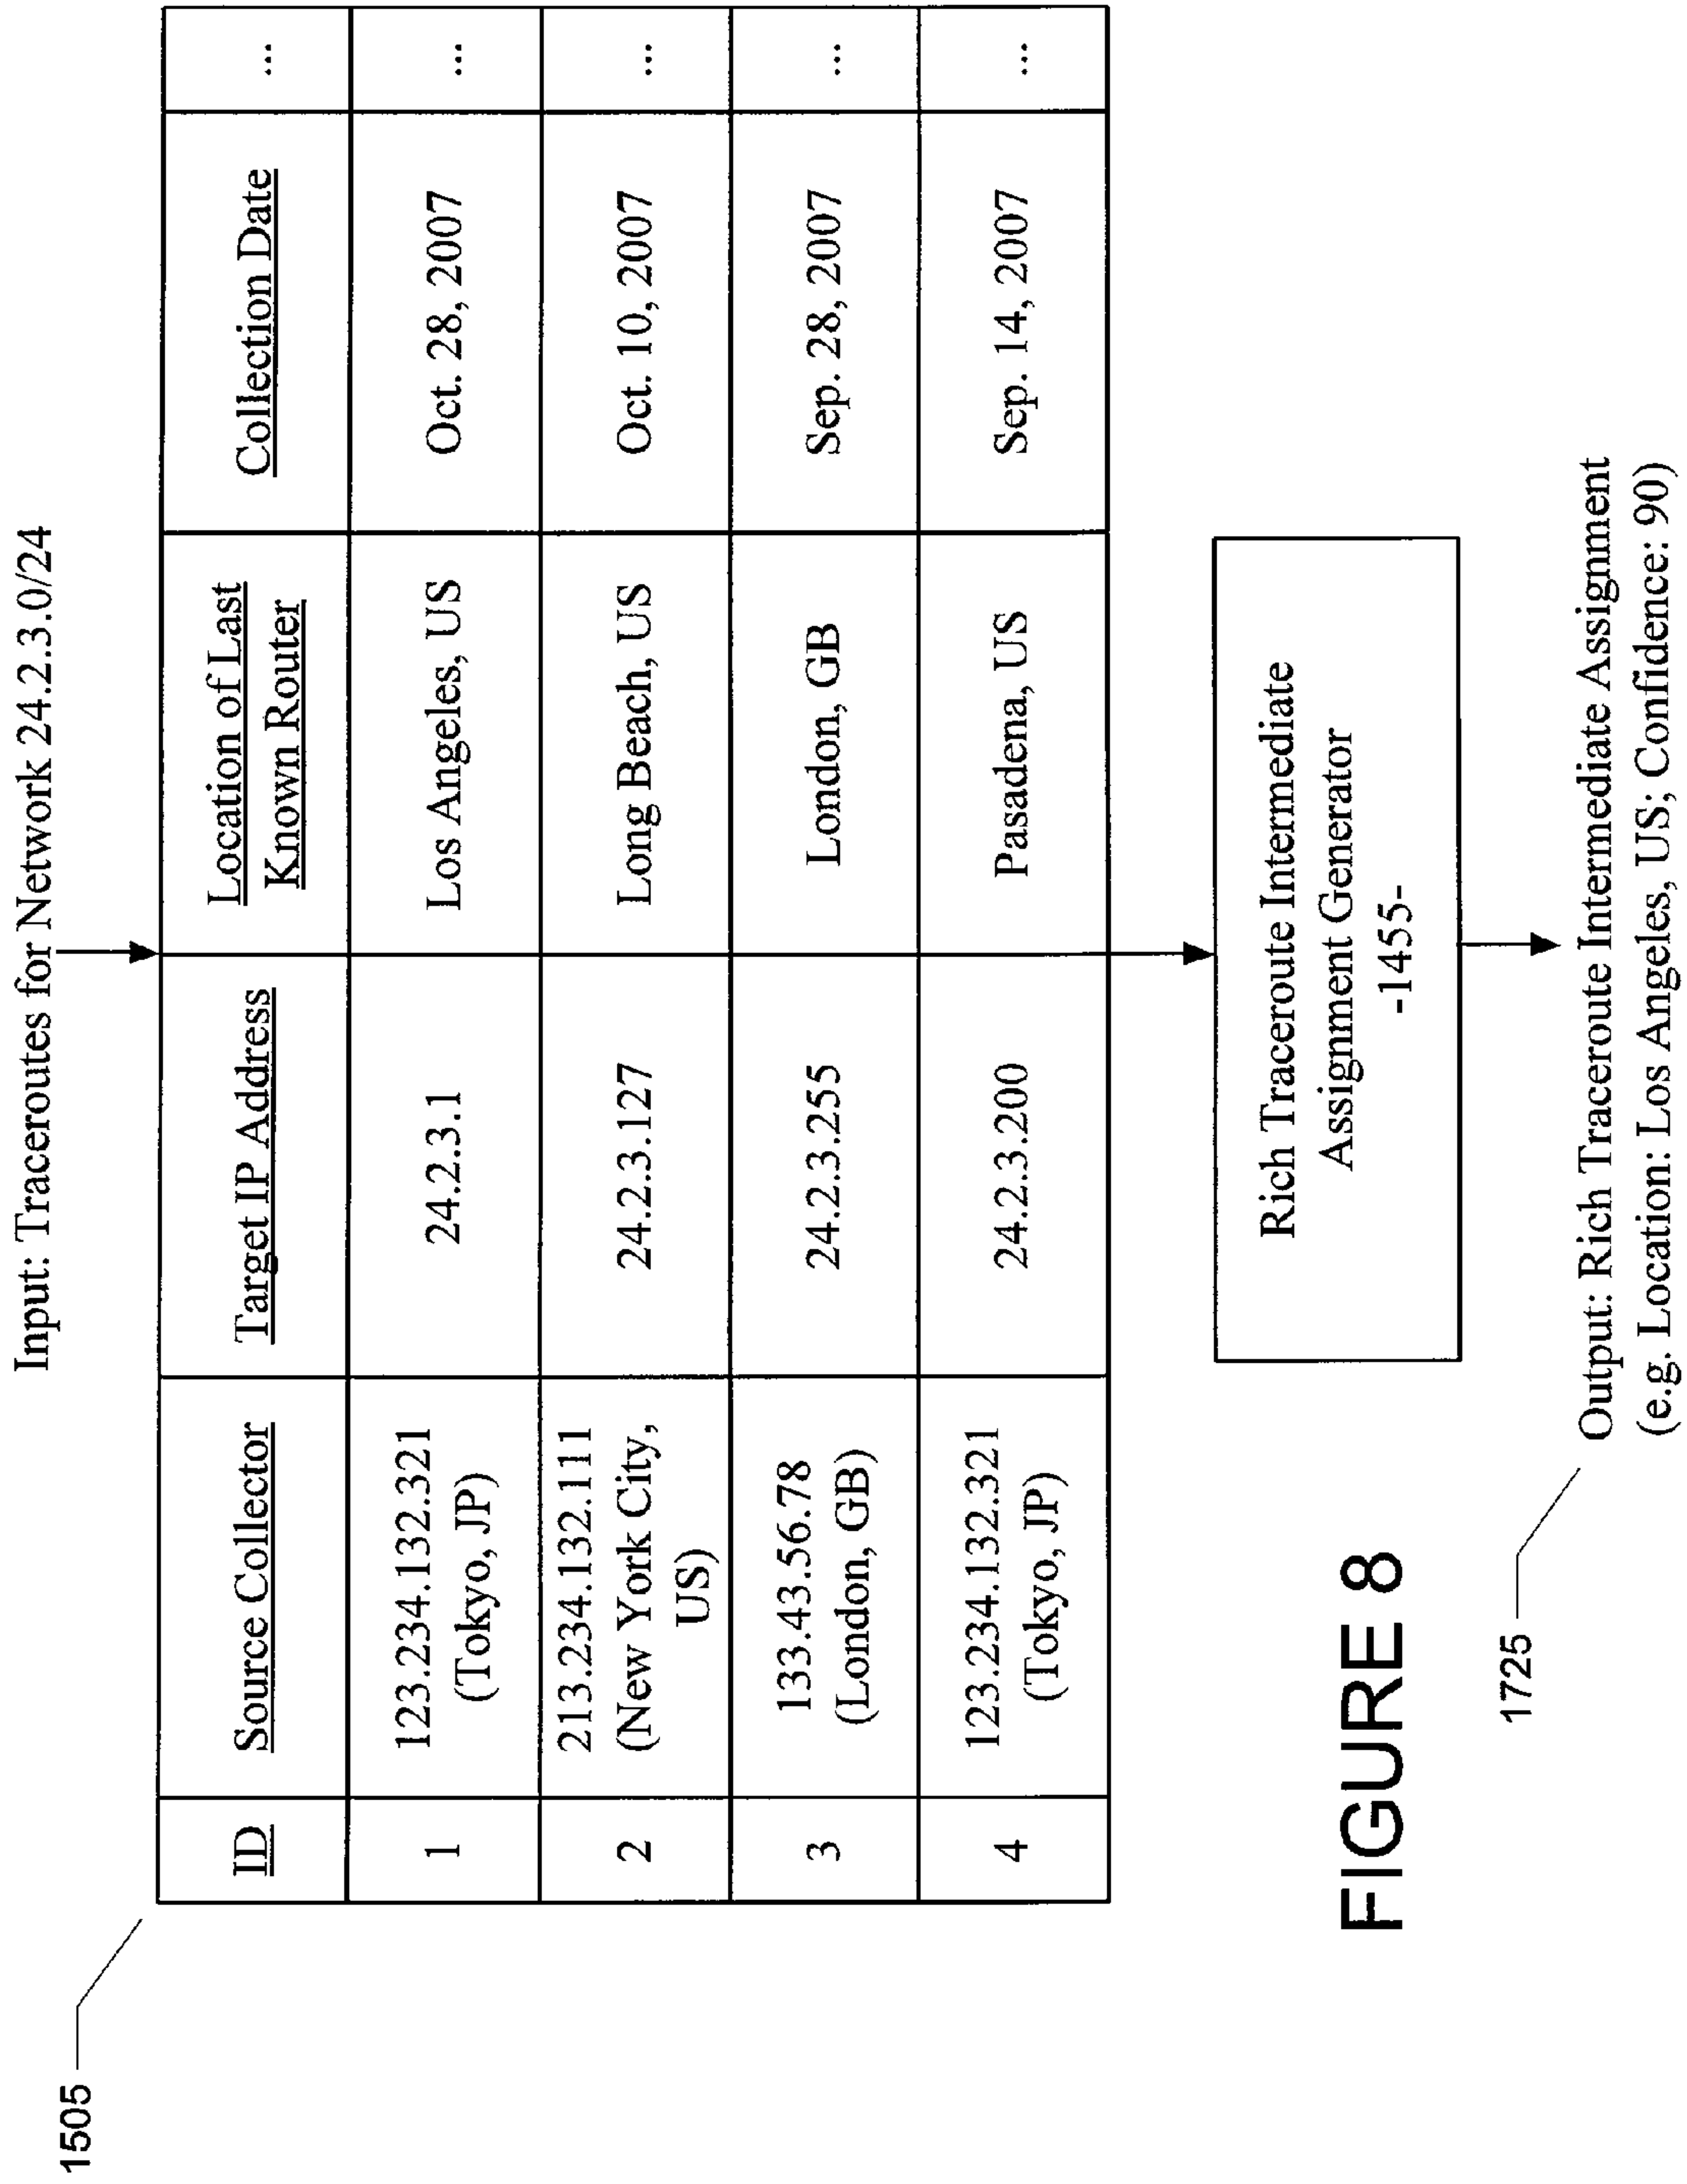 Input: Traceroutes for Network 24.2.3.0/24
1505
ID
Source Collector
Target IP Address
Location of Last
Known Router
Collection Date
...
1
123.234.132.321
(Tokyo, JP)
24.2.3.1
Los Angeles, US
Oct. 28, 2007
...
2
213.234.132.111
(New York City,
US)
24.2.3.127
Long Beach, US
Oct. 10, 2007
...
3
133.43.56.78
(London, GB)
24.2.3.255
London, GB
Sep. 28, 2007
...
4
123.234.132.321
(Tokyo, JP)
24.2.3.200
Pasadena, US
Sep. 14, 2007
...
Rich Traceroute Intermediate
Assignment Generator
-1455-
FIGURE 8
1725
Output: Rich Traceroute Intermediate Assignment
(e.g. Location: Los Angeles, US; Confidence: 90)